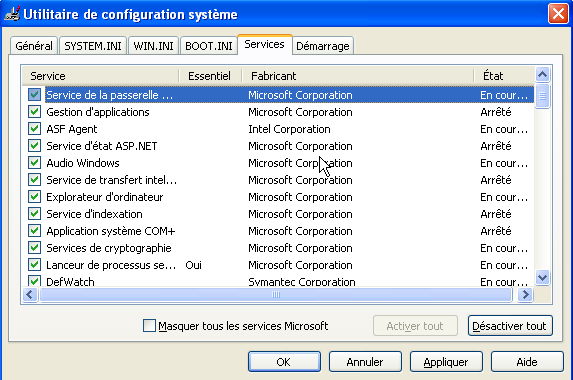 Utilitaire de configuration système
Général SYSTEM.INI WIN.INI BOOT.INI Services Démarrage
Service Essentiel Fabricant État
Service de la passerelle ... Microsoft Corporation En cour...
Gestion d'applications Microsoft Corporation Arrêté
ASF Agent Intel Corporation En cour...
Service d'état ASP.NET Microsoft Corporation Arrêté
Audio Windows Microsoft Corporation En cour...
Service de transfert intel... Microsoft Corporation Arrêté
Explorateur d'ordinateur Microsoft Corporation En cour...
Service d'indexation Microsoft Corporation Arrêté
Application système COM+ Microsoft Corporation Arrêté
Services de cryptographie Microsoft Corporation En cour...
Lanceur de processus se... Oui Microsoft Corporation En cour...
DefWatch Symantec Corporation En cour...
Masquer tous les services Microsoft Activer tout Désactiver tout
OK Annuler Appliquer Aide